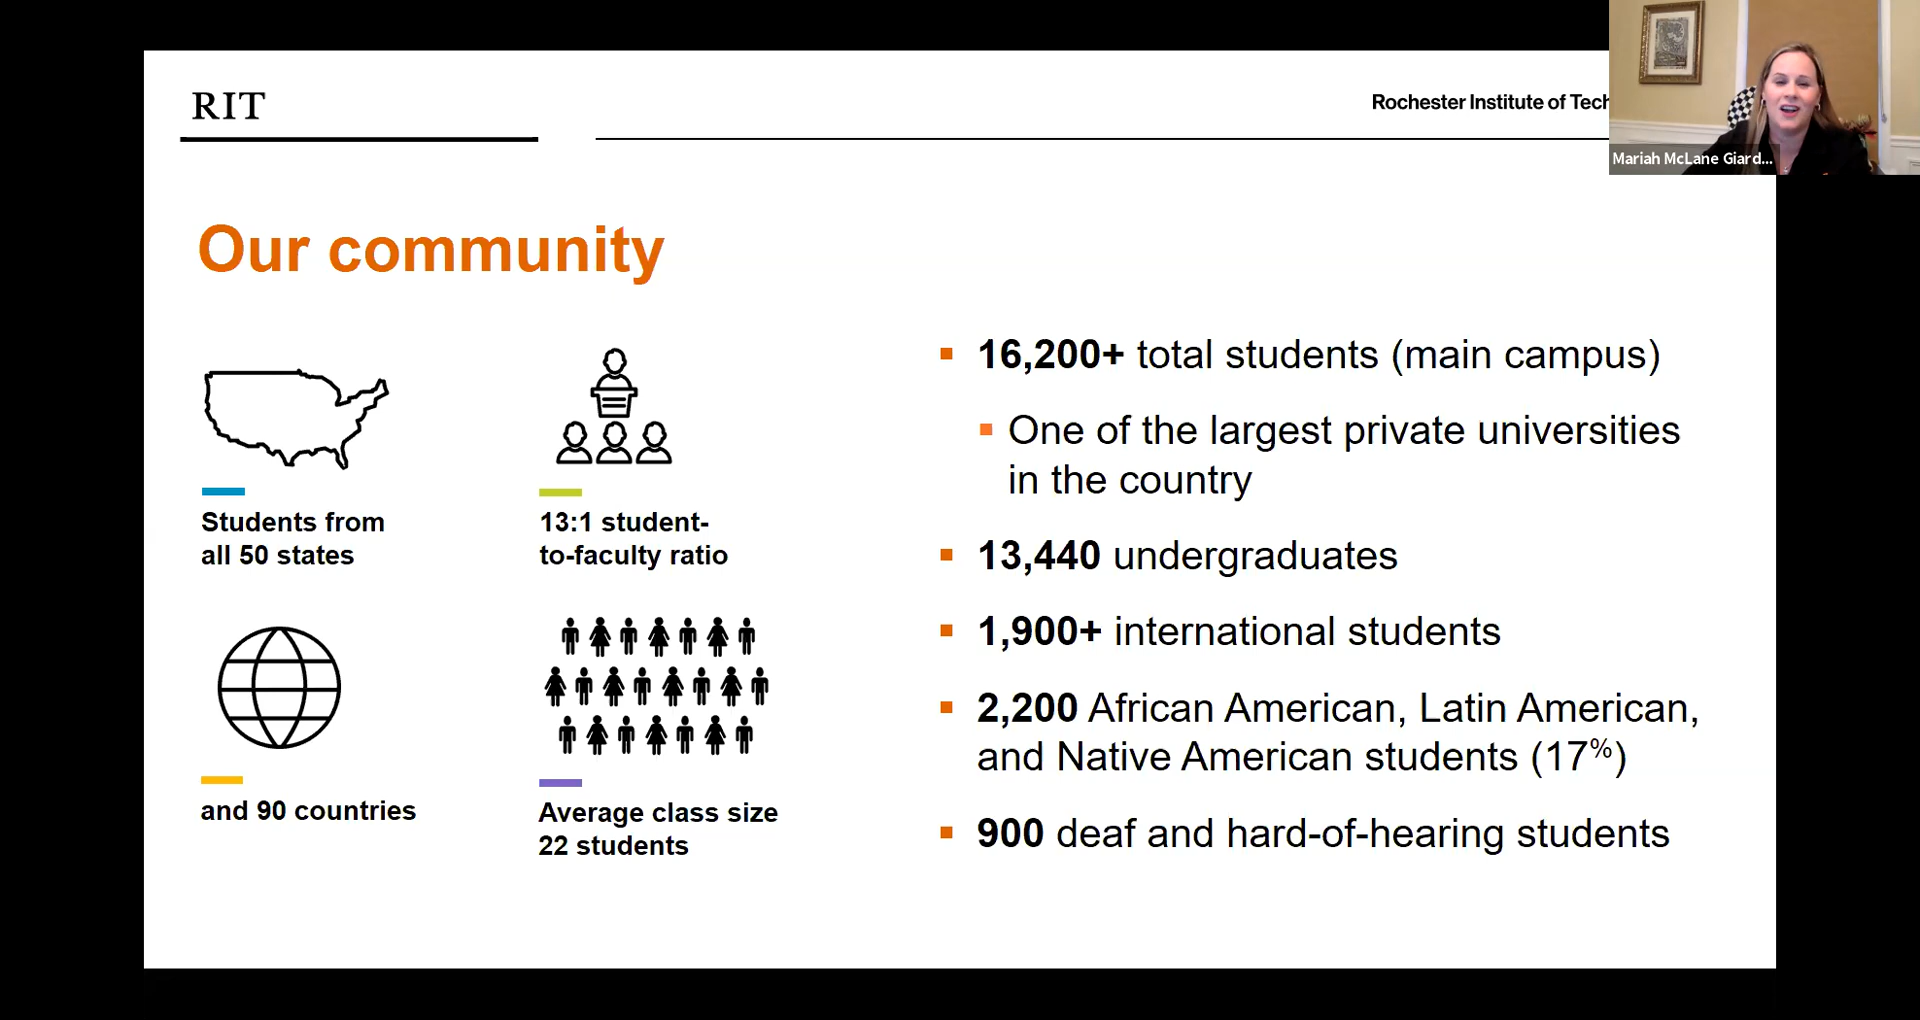 RIT
Rochester Institute of Tech
Mariah McLane Giard...
Our community
Students from
all 50 states
13:1 student-
to-faculty ratio
and 90 countries
Average class size
22 students
16,200+ total students (main campus)
One of the largest private universities
in the country
13,440 undergraduates
1,900+ international students
2,200 African American, Latin American,
and Native American students (17%)
900 deaf and hard-of-hearing students